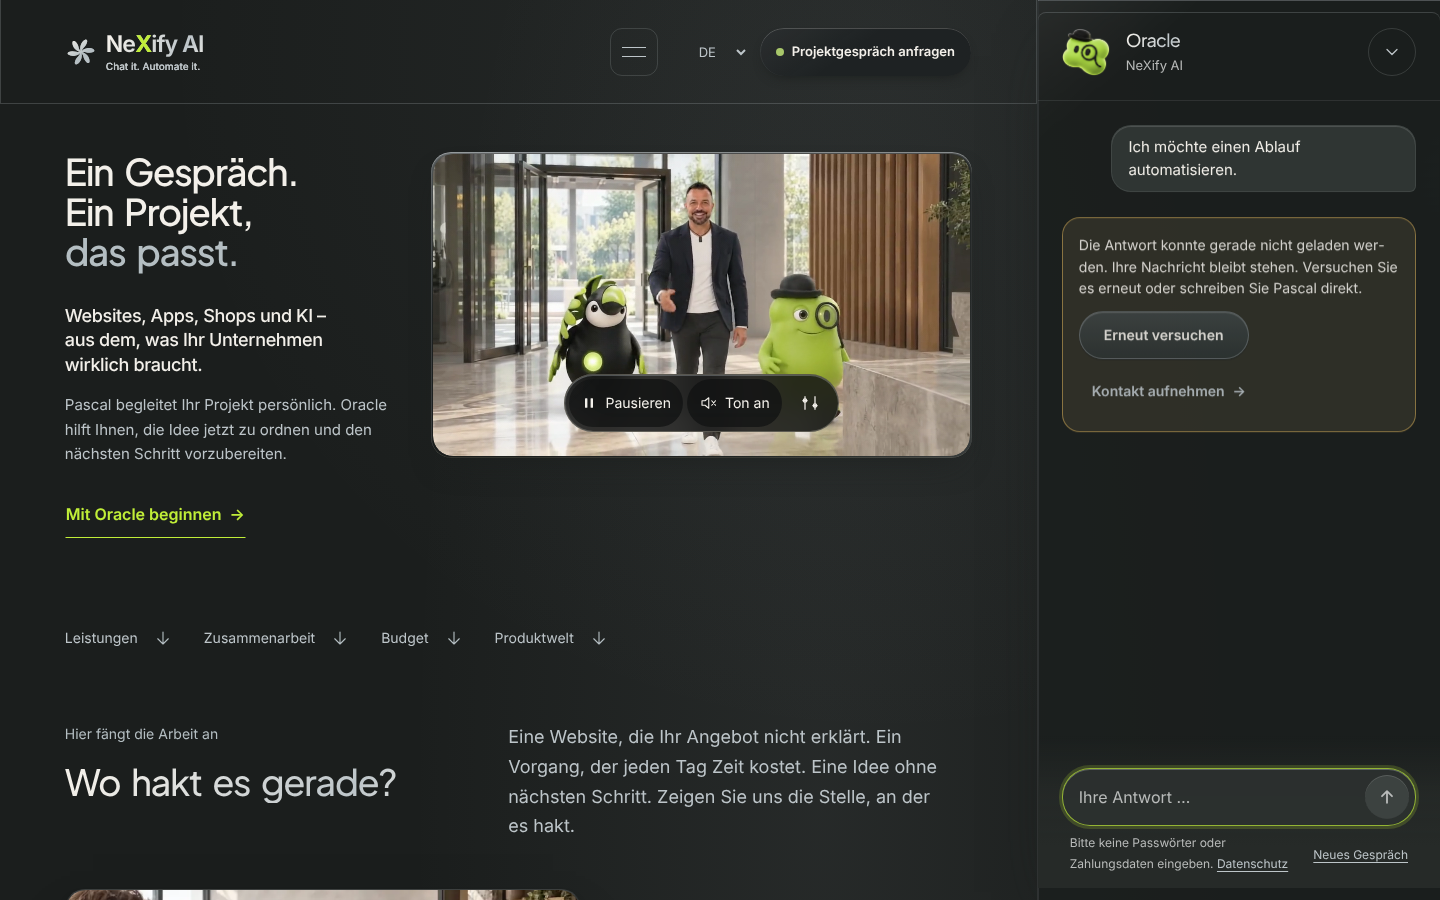 NeXify AI
Chat it. Automate it.
DE
Projektgespräch anfragen
Ein Gespräch.
Ein Projekt,
das passt.
Websites, Apps, Shops und KI –
aus dem, was Ihr Unternehmen
wirklich braucht.
Pascal begleitet Ihr Projekt persönlich. Oracle
hilft Ihnen, die Idee jetzt zu ordnen und den
nächsten Schritt vorzubereiten.
Mit Oracle beginnen →
Pausieren
Ton an
Leistungen ↓
Zusammenarbeit ↓
Budget ↓
Produktwelt ↓
Hier fängt die Arbeit an
Wo hakt es gerade?
Eine Website, die Ihr Angebot nicht erklärt. Ein
Vorgang, der jeden Tag Zeit kostet. Eine Idee ohne
nächsten Schritt. Zeigen Sie uns die Stelle, an der
es hakt.
Oracle
NeXify AI
Ich möchte einen Ablauf
automatisieren.
Die Antwort konnte gerade nicht geladen wer-
den. Ihre Nachricht bleibt stehen. Versuchen Sie
es erneut oder schreiben Sie Pascal direkt.
Erneut versuchen
Kontakt aufnehmen →
Ihre Antwort ...
Bitte keine Passwörter oder
Zahlungsdaten eingeben. Datenschutz
Neues Gespräch